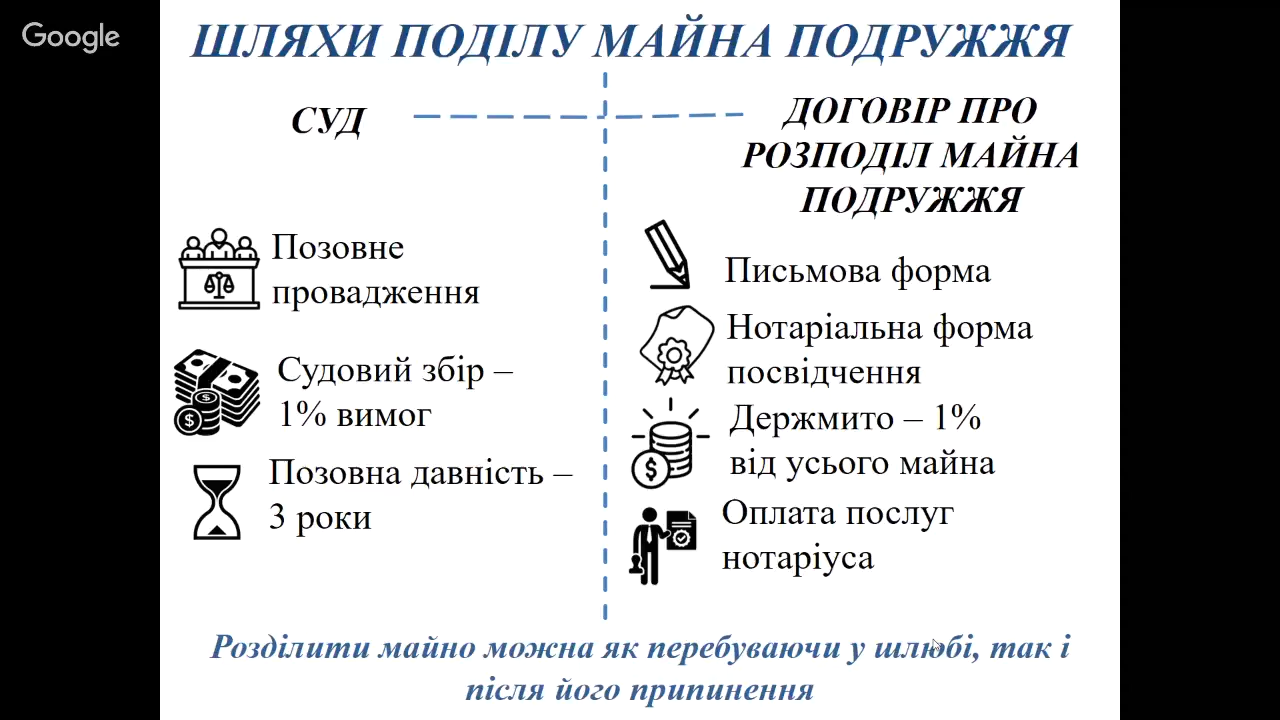 Google
ШЛЯХИ ПОДІЛУ МАЙНА ПОДРУЖЖЯ
СУД
Позовне
провадження
Судовий збір –
1% вимог
Позовна давність –
3 роки
ДОГОВІР ПРО
РОЗПОДІЛ МАЙНА
ПОДРУЖЖЯ
Письмова форма
Нотаріальна форма
посвідчення
Держмито – 1%
від усього майна
Оплата послуг
нотаріуса
Розділити майно можна як перебуваючи у шлюбі, так і
після його припинення